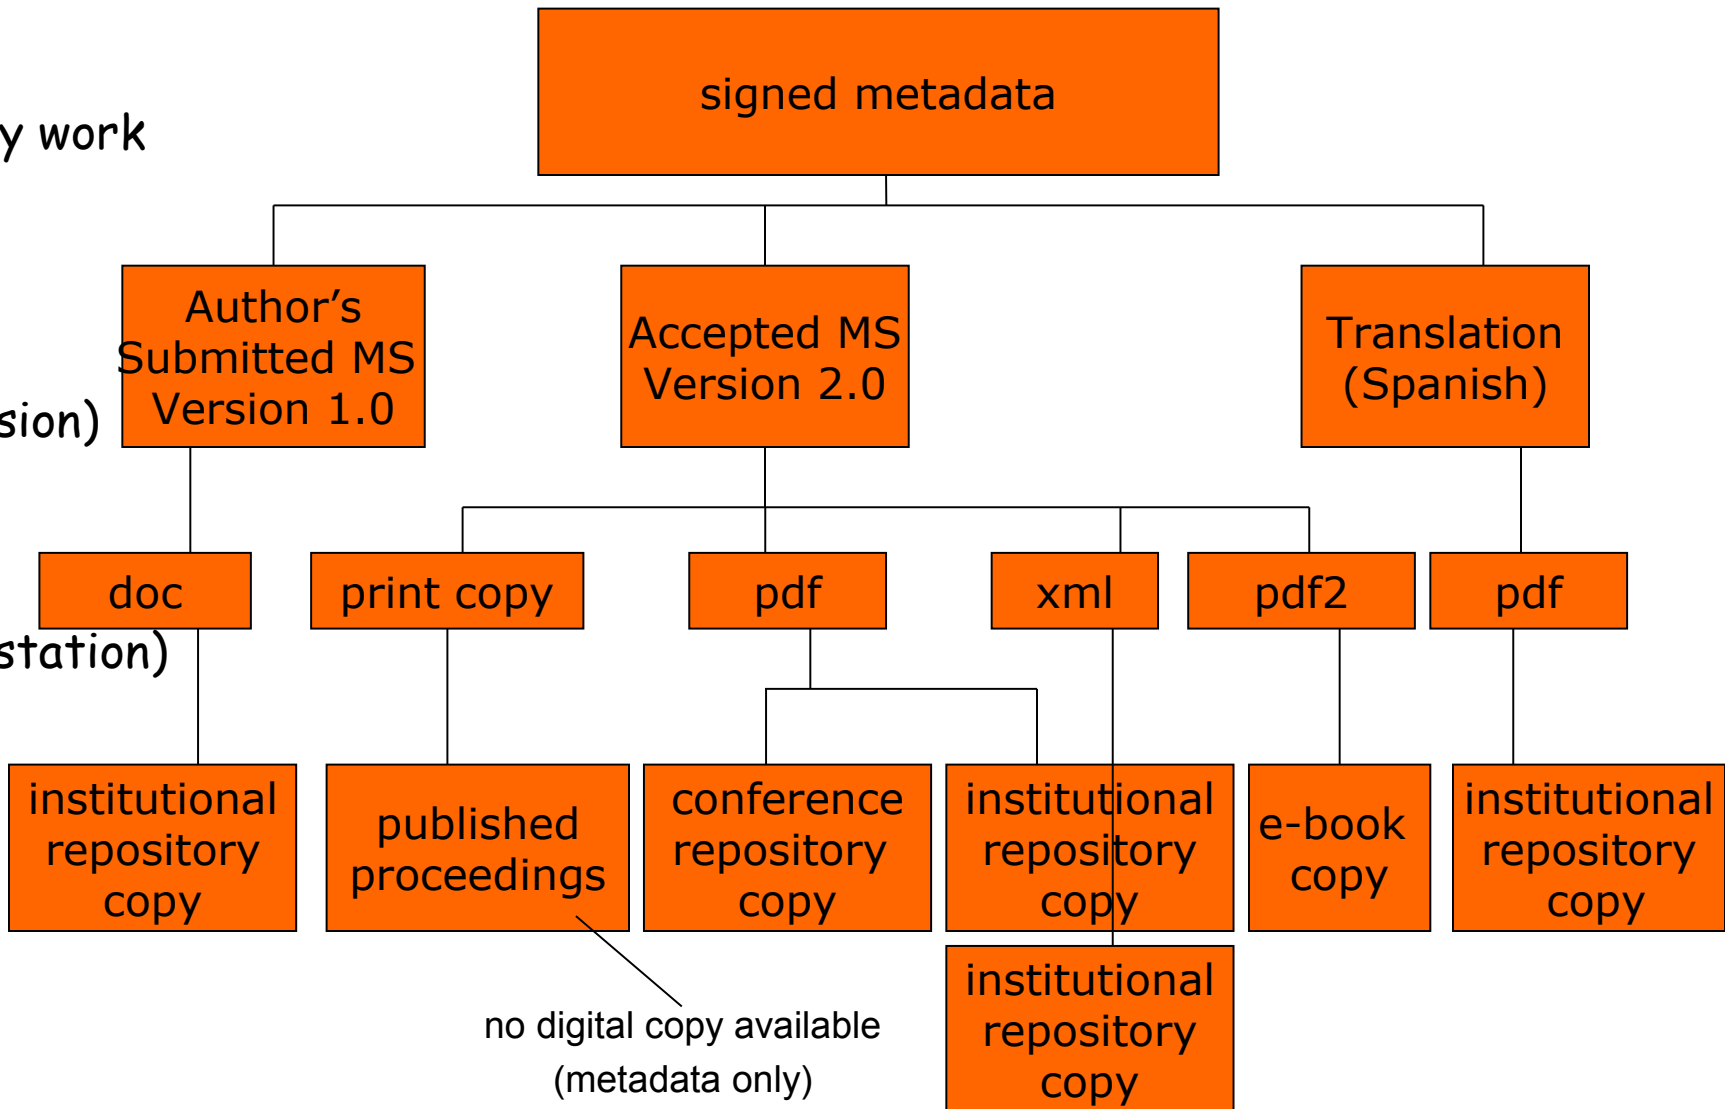 signed metadata
y work
Author’s
Submitted MS
Version 1.0
Accepted MS
Version 2.0
Translation
(Spanish)
sion)
doc
print copy
pdf
xml
pdf2
pdf
station)
institutional
repository
copy
published
proceedings
conference
repository
copy
institutional
repository
copy
e-book
copy
institutional
repository
copy
institutional
repository
copy
no digital copy available
(metadata only)